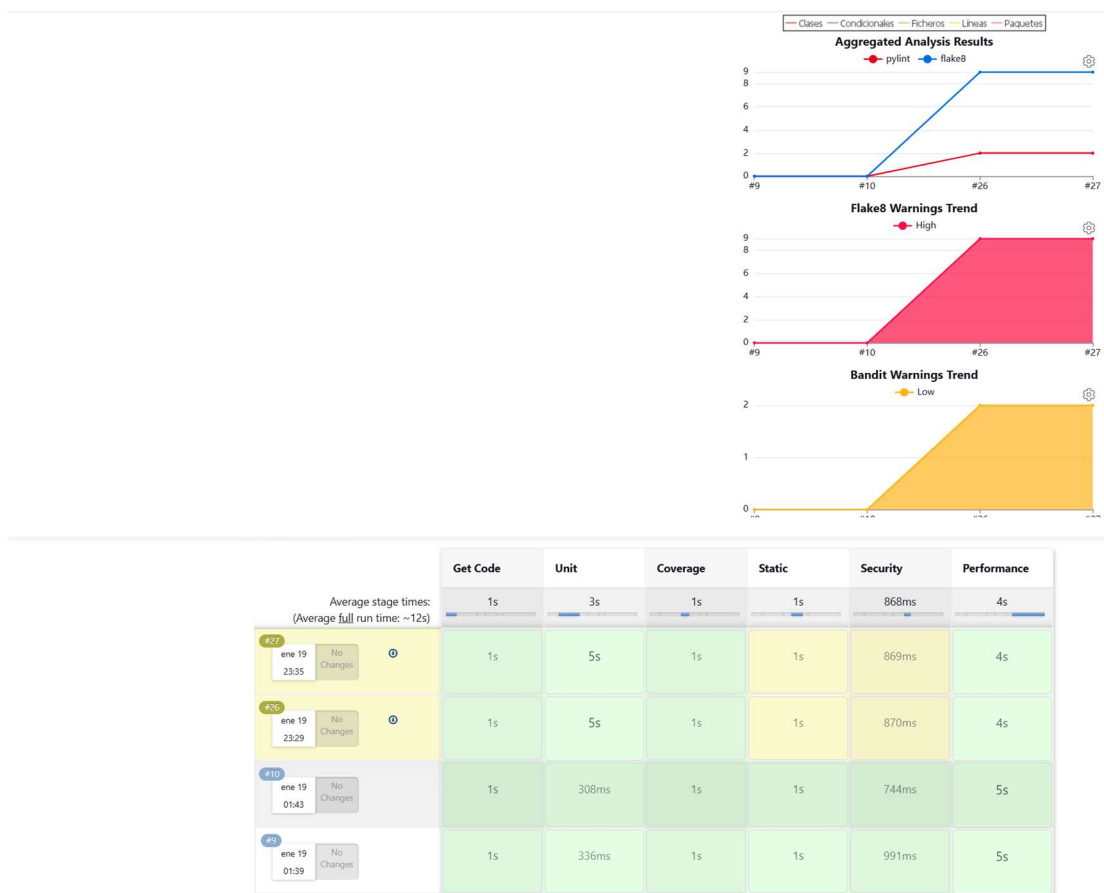 Clases Condicionales Ficheros Líneas Paquetes
Aggregated Analysis Results
pylint flake8
9
8
6
4
2
0
#9 #10 #26 #27
Flake8 Warnings Trend
High
9
8
6
4
2
0
#9 #10 #26 #27
Bandit Warnings Trend
Low
2
1
0
Get Code Unit Coverage Static Security Performance
Average stage times: 1s 3s 1s 1s 868ms 4s
(Average full run time: ~12s)
#27
ene 19 No
23:35 Changes
1s 5s 1s 1s 869ms 4s
#26
ene 19 No
23:29 Changes
1s 5s 1s 1s 870ms 4s
#10
ene 19 No
01:43 Changes
1s 308ms 1s 1s 744ms 5s
#9
ene 19 No
01:39 Changes
1s 336ms 1s 1s 991ms 5s